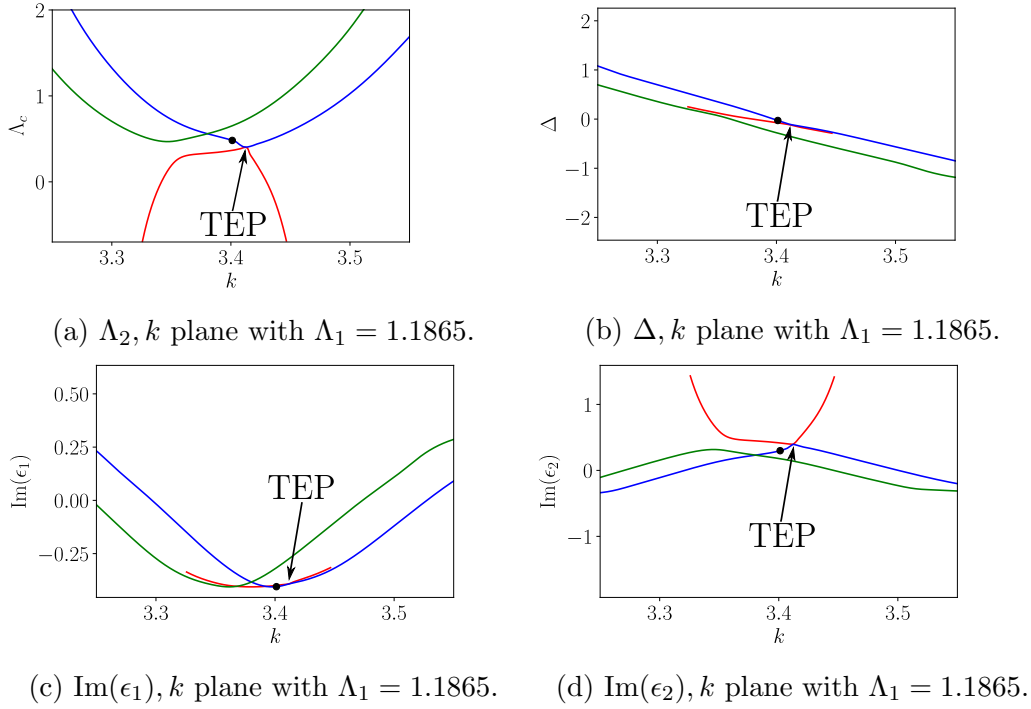 2
1
0
Λ_c
TEP
3.3 3.4 3.5
k
(a) Λ₂, k plane with Λ₁ = 1.1865.
2
1
0
−1
−2
Δ
TEP
3.3 3.4 3.5
k
(b) Δ, k plane with Λ₁ = 1.1865.
0.50
0.25
0.00
−0.25
Im(ϵ₁)
TEP
3.3 3.4 3.5
k
(c) Im(ϵ₁), k plane with Λ₁ = 1.1865.
1
0
−1
Im(ϵ₂)
TEP
3.3 3.4 3.5
k
(d) Im(ϵ₂), k plane with Λ₁ = 1.1865.